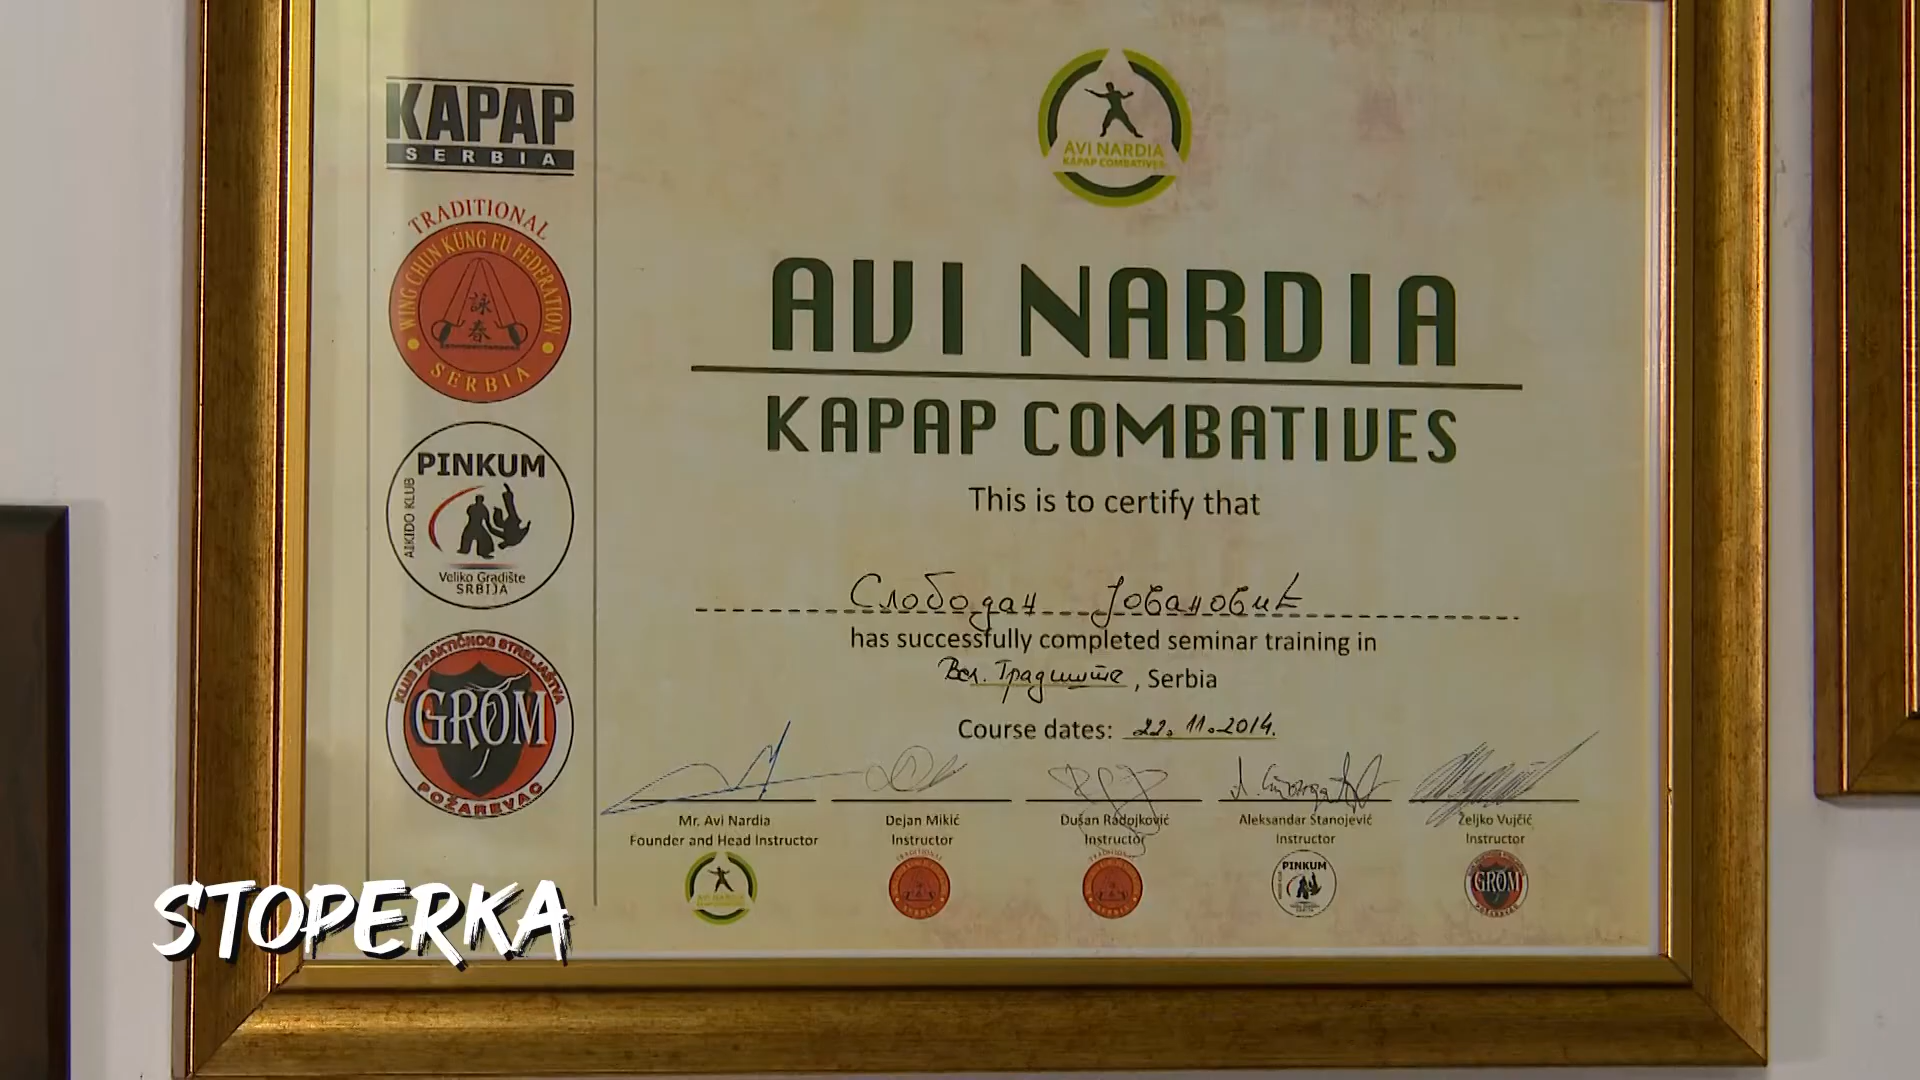 KAPAP
SERBIA
TRADITIONAL
WING CHUN KUNG FU FEDERATION
詠
春
SERBIA
PINKUM
AIKIDO KLUB
Veliko Gradište
SRBIJA
KLUB PRAKTIČNOG STRELJAŠTVA
GROM
POŽAREVAC
AVI NARDIA
KAPAP COMBATIVES
AVI NARDIA
KAPAP COMBATIVES
This is to certify that
Слободан Јовановић
has successfully completed seminar training in
Вел. Градиште, Serbia
Course dates: 22. 11. 2014.
Mr. Avi Nardia
Founder and Head Instructor
Dejan Mikić
Instructor
Dušan Radojković
Instructor
Aleksandar Stanojević
Instructor
Željko Vujčić
Instructor
PINKUM
GROM
STOPERKA